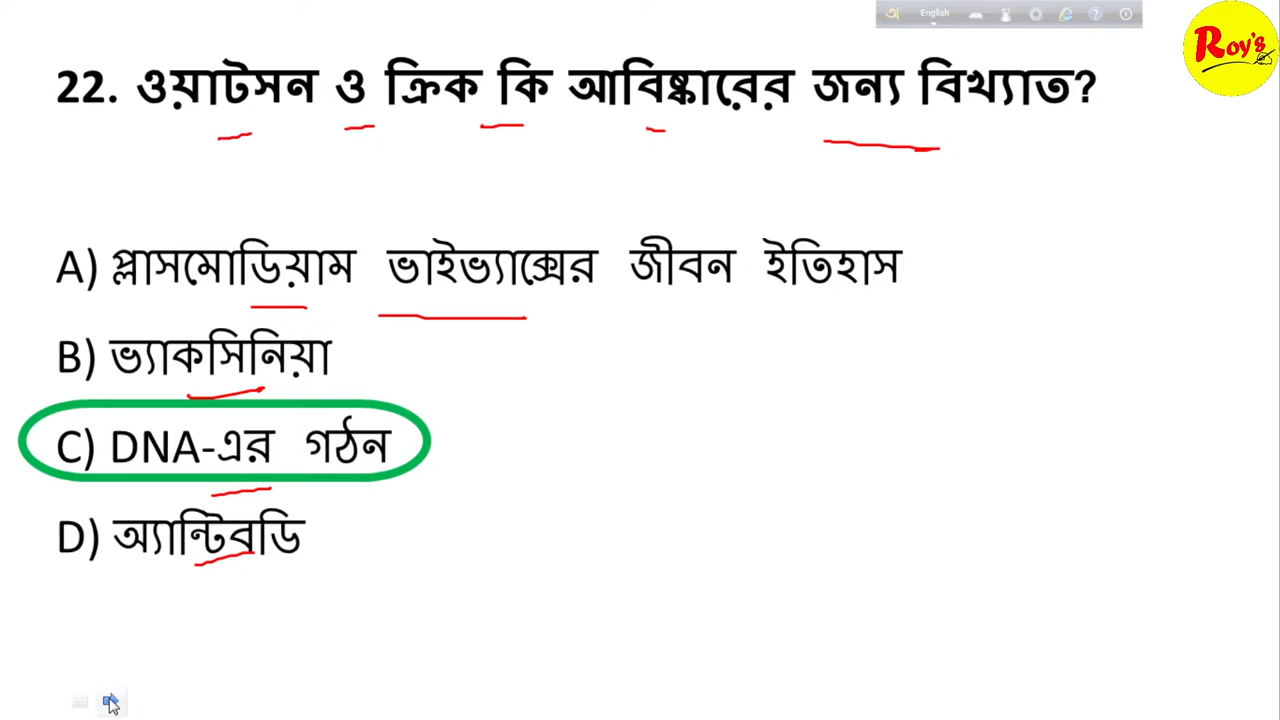 English
Roy's
22. ওয়াটসন ও ক্রিক কি আবিষ্কারের জন্য বিখ্যাত?
A) প্লাসমোডিয়াম ভাইভ্যাক্সের জীবন ইতিহাস
B) ভ্যাকসিনিয়া
C) DNA-এর গঠন
D) অ্যান্টিবডি